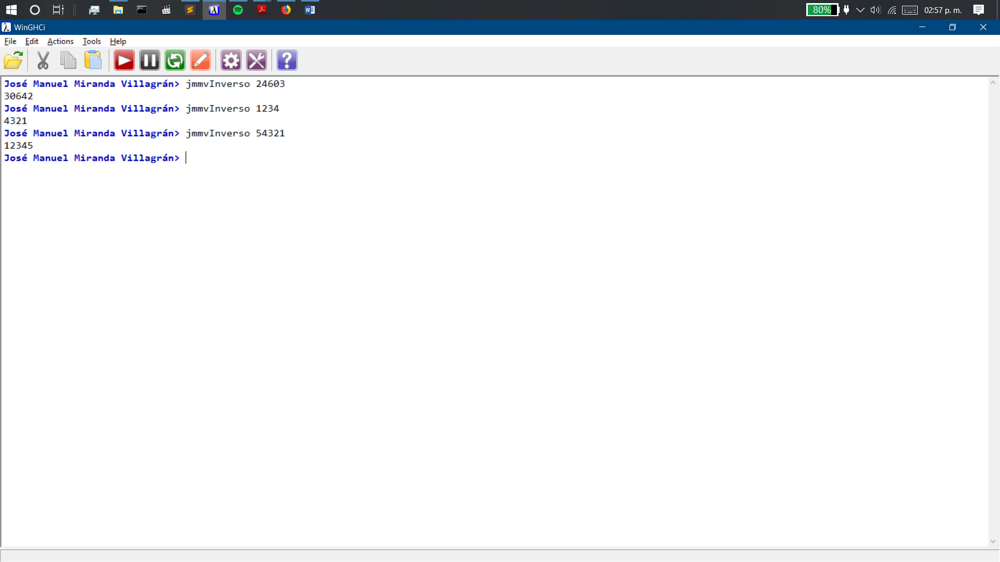 80%
02:57 p. m.
WinGHCi
File Edit Actions Tools Help
José Manuel Miranda Villagrán> jmmvInverso 24603
30642
José Manuel Miranda Villagrán> jmmvInverso 1234
4321
José Manuel Miranda Villagrán> jmmvInverso 54321
12345
José Manuel Miranda Villagrán>